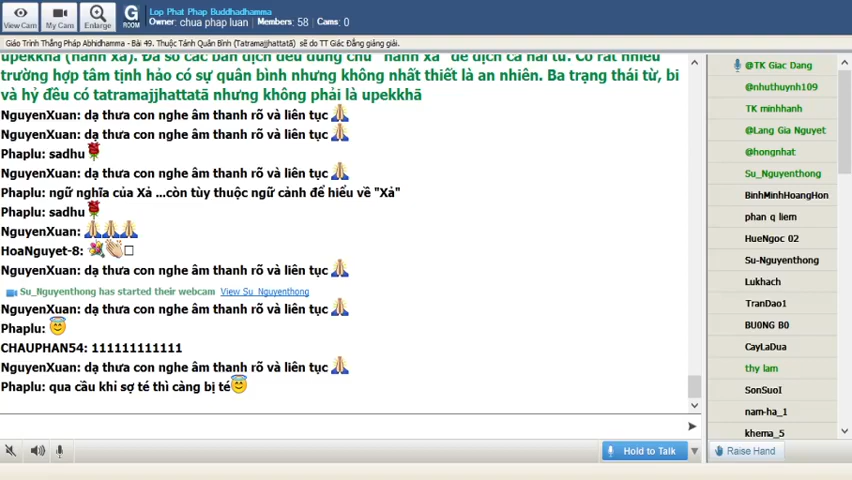 View Cam
My Cam
Enlarge
G
ROOM
Lop Phat Phap Buddhadhamma
Owner: chua phap luan Members: 58 Cams: 0
Giáo Trình Thắng Pháp Abhidhamma - Bài 49. Thuộc Tánh Quân Bình (Tatramajjhattatā) sẽ do TT Giác Đẳng giảng giải.
upekkhā (hành xả). Đa số các bản dịch đều dùng chữ "hành xả" để dịch cả hai từ. Có rất nhiều
trường hợp tâm tịnh hảo có sự quân bình nhưng không nhất thiết là an nhiên. Ba trạng thái từ, bi
và hỷ đều có tatramajjhattatā nhưng không phải là upekkhā
NguyenXuan: dạ thưa con nghe âm thanh rõ và liên tục
NguyenXuan: dạ thưa con nghe âm thanh rõ và liên tục
Phaplu: sadhu
NguyenXuan: dạ thưa con nghe âm thanh rõ và liên tục
Phaplu: ngữ nghĩa của Xả ...còn tùy thuộc ngữ cảnh để hiểu về "Xả"
Phaplu: sadhu
NguyenXuan:
HoaNguyet-8:
NguyenXuan: dạ thưa con nghe âm thanh rõ và liên tục
Su_Nguyenthong has started their webcam View Su_Nguyenthong
NguyenXuan: dạ thưa con nghe âm thanh rõ và liên tục
Phaplu:
CHAUPHAN54: 111111111111
NguyenXuan: dạ thưa con nghe âm thanh rõ và liên tục
Phaplu: qua cầu khi sợ té thì càng bị té
@TK Giac Dang
@nhuthuynh109
TK minhhanh
@Lang Gia Nguyet
@hongnhat
Su_Nguyenthong
BinhMinhHoangHon
phan q liem
HueNgoc 02
Su-Nguyenthong
Lukhach
TranDao1
BU0NG B0
CayLaDua
thy lam
SonSuoI
nam-ha_1
khema_5
Hold to Talk
Raise Hand